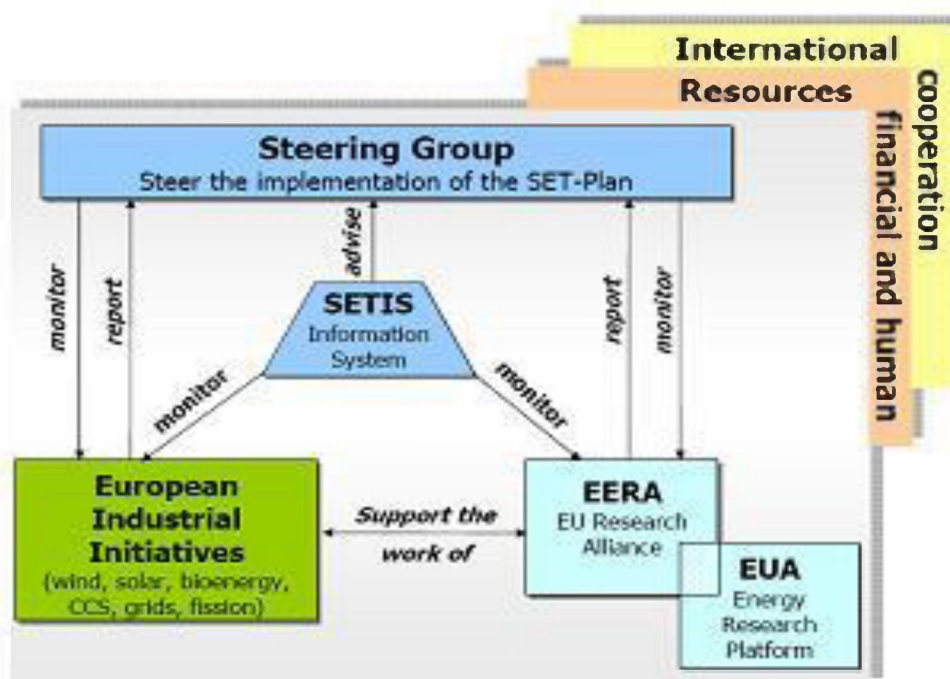 International
cooperation
Resources
financial and human
Steering Group
Steer the implementation of the SET-Plan
monitor
report
advise
report
monitor
SETIS
Information
System
monitor
monitor
European
Industrial
Initiatives
(wind, solar, bioenergy,
CCS, grids, fission)
Support the
work of
EERA
EU Research
Alliance
EUA
Energy
Research
Platform